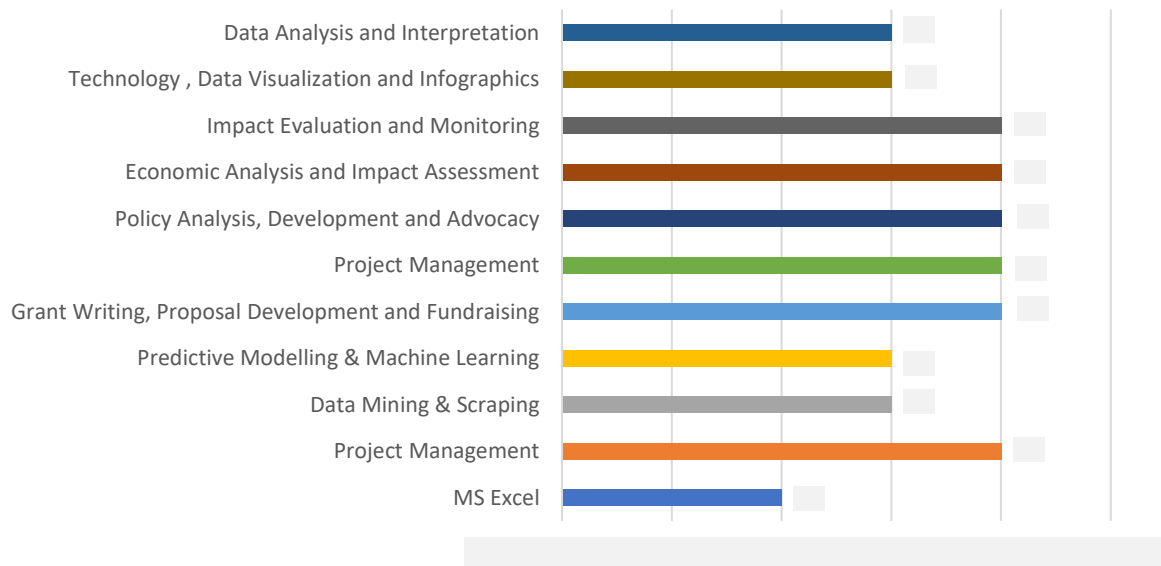 Data Analysis and Interpretation
Technology , Data Visualization and Infographics
Impact Evaluation and Monitoring
Economic Analysis and Impact Assessment
Policy Analysis, Development and Advocacy
Project Management
Grant Writing, Proposal Development and Fundraising
Predictive Modelling & Machine Learning
Data Mining & Scraping
Project Management
MS Excel